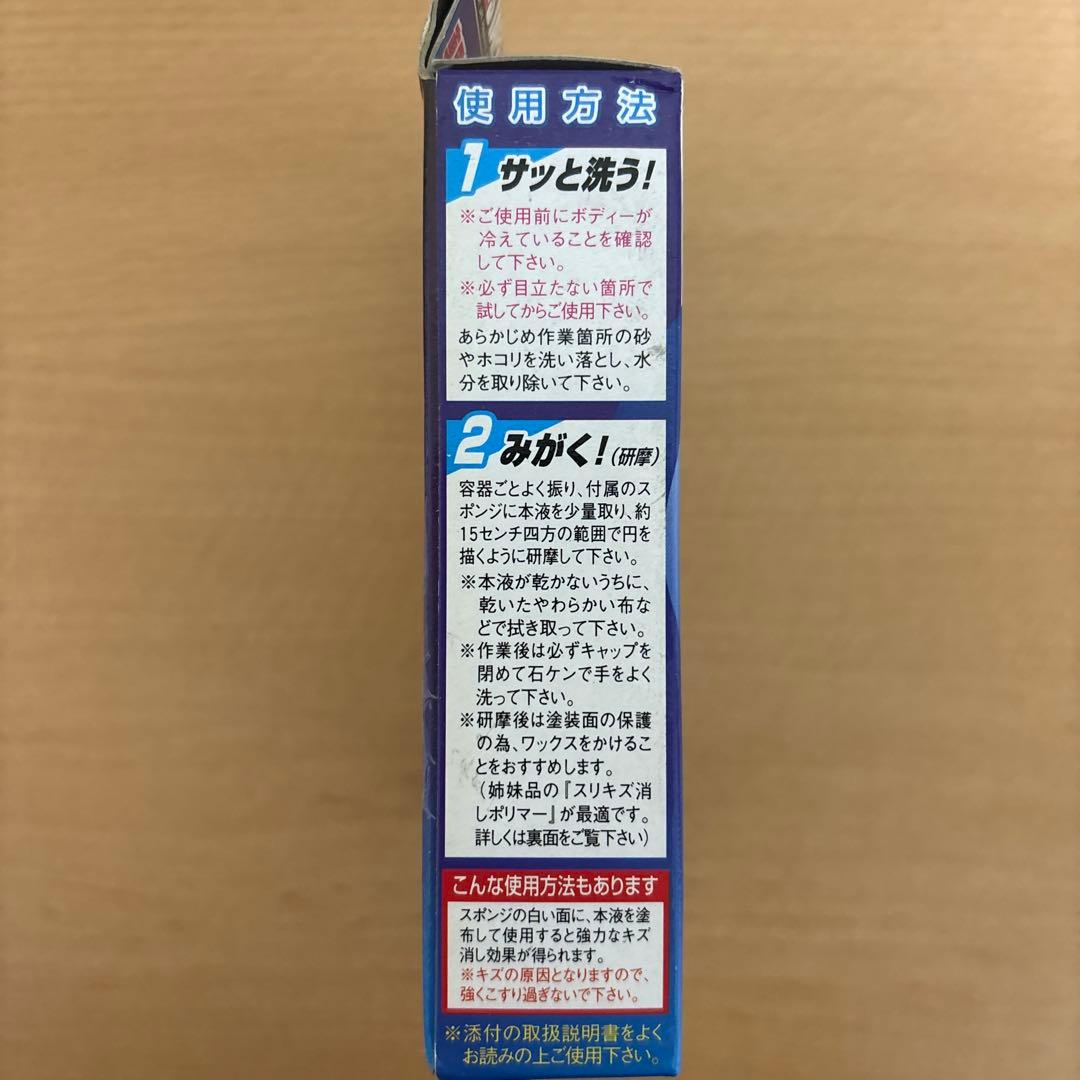 使用方法
1 サッと洗う!
※ご使用前にボディーが
冷えていることを確認
して下さい。
※必ず目立たない箇所で
試してからご使用下さい。
あらかじめ作業箇所の砂
やホコリを洗い落とし、水
分を取り除いて下さい。
2 みがく!(研摩)
容器ごとよく振り、付属のス
ポンジに本液を少量取り、約
15センチ四方の範囲で円を
描くように研摩して下さい。
※本液が乾かないうちに、
乾いたやわらかい布な
どで拭き取って下さい。
※作業後は必ずキャップを
閉めて石ケンで手をよく
洗って下さい。
※研摩後は塗装面の保護
の為、ワックスをかけるこ
とをおすすめします。
(姉妹品の『スリキズ消
しポリマー』が最適です。
詳しくは裏面をご覧下さい)
こんな使用方法もあります
スポンジの白い面に、本液を塗
布して使用すると強力なキズ
消し効果が得られます。
※キズの原因となりますので、
強くこすり過ぎないで下さい。
※添付の取扱説明書をよく
お読みの上ご使用下さい。